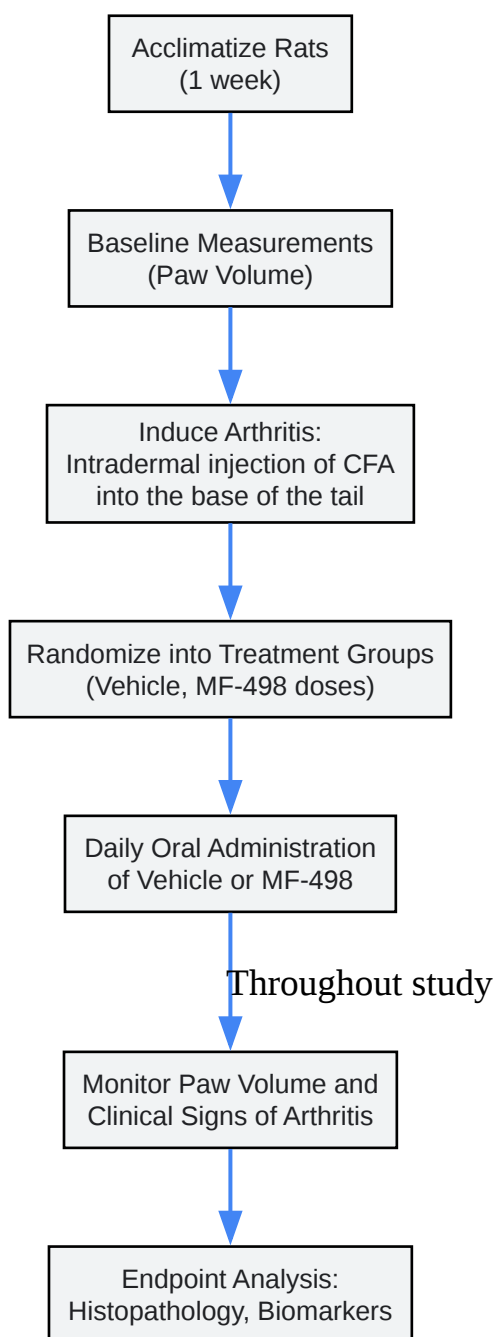 Acclimatize Rats
(1 week)
Baseline Measurements
(Paw Volume)
Induce Arthritis:
Intradermal injection of CFA
into the base of the tail
Randomize into Treatment Groups
(Vehicle, MF-498 doses)
Daily Oral Administration
of Vehicle or MF-498
Throughout study
Monitor Paw Volume and
Clinical Signs of Arthritis
Endpoint Analysis:
Histopathology, Biomarkers